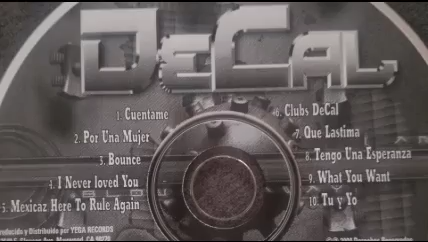 DeCal
1. Cuentame
2. Por Una Mujer
3. Bounce
4. I Never loved You
5. Mexicaz Here To Rule Again
6. Clubs DeCal
7. Que Lastima
8. Tengo Una Esperanza
9. What You Want
10. Tu y Yo
roducido y Distribuido por YEGA RECORDS